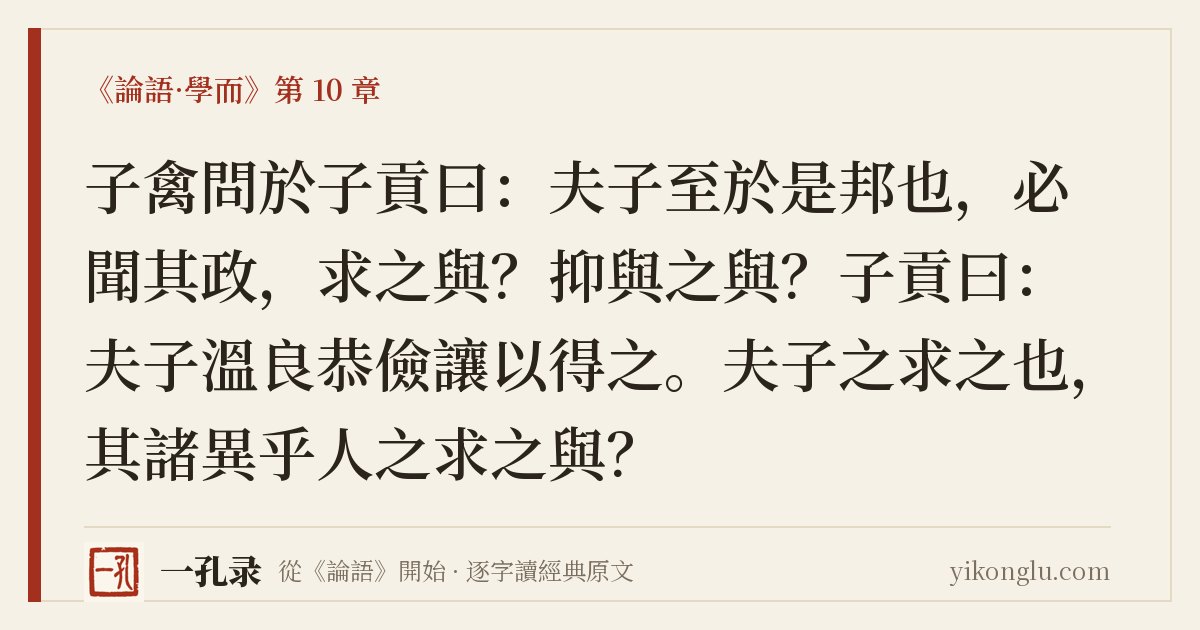 《論語·學而》第 10 章
子禽問於子貢曰：夫子至於是邦也，必
聞其政，求之與？抑與之與？子貢曰：
夫子溫良恭儉讓以得之。夫子之求之也，
其諸異乎人之求之與？
一孔
一孔录 從《論語》開始 · 逐字讀經典原文 yikonglu.com